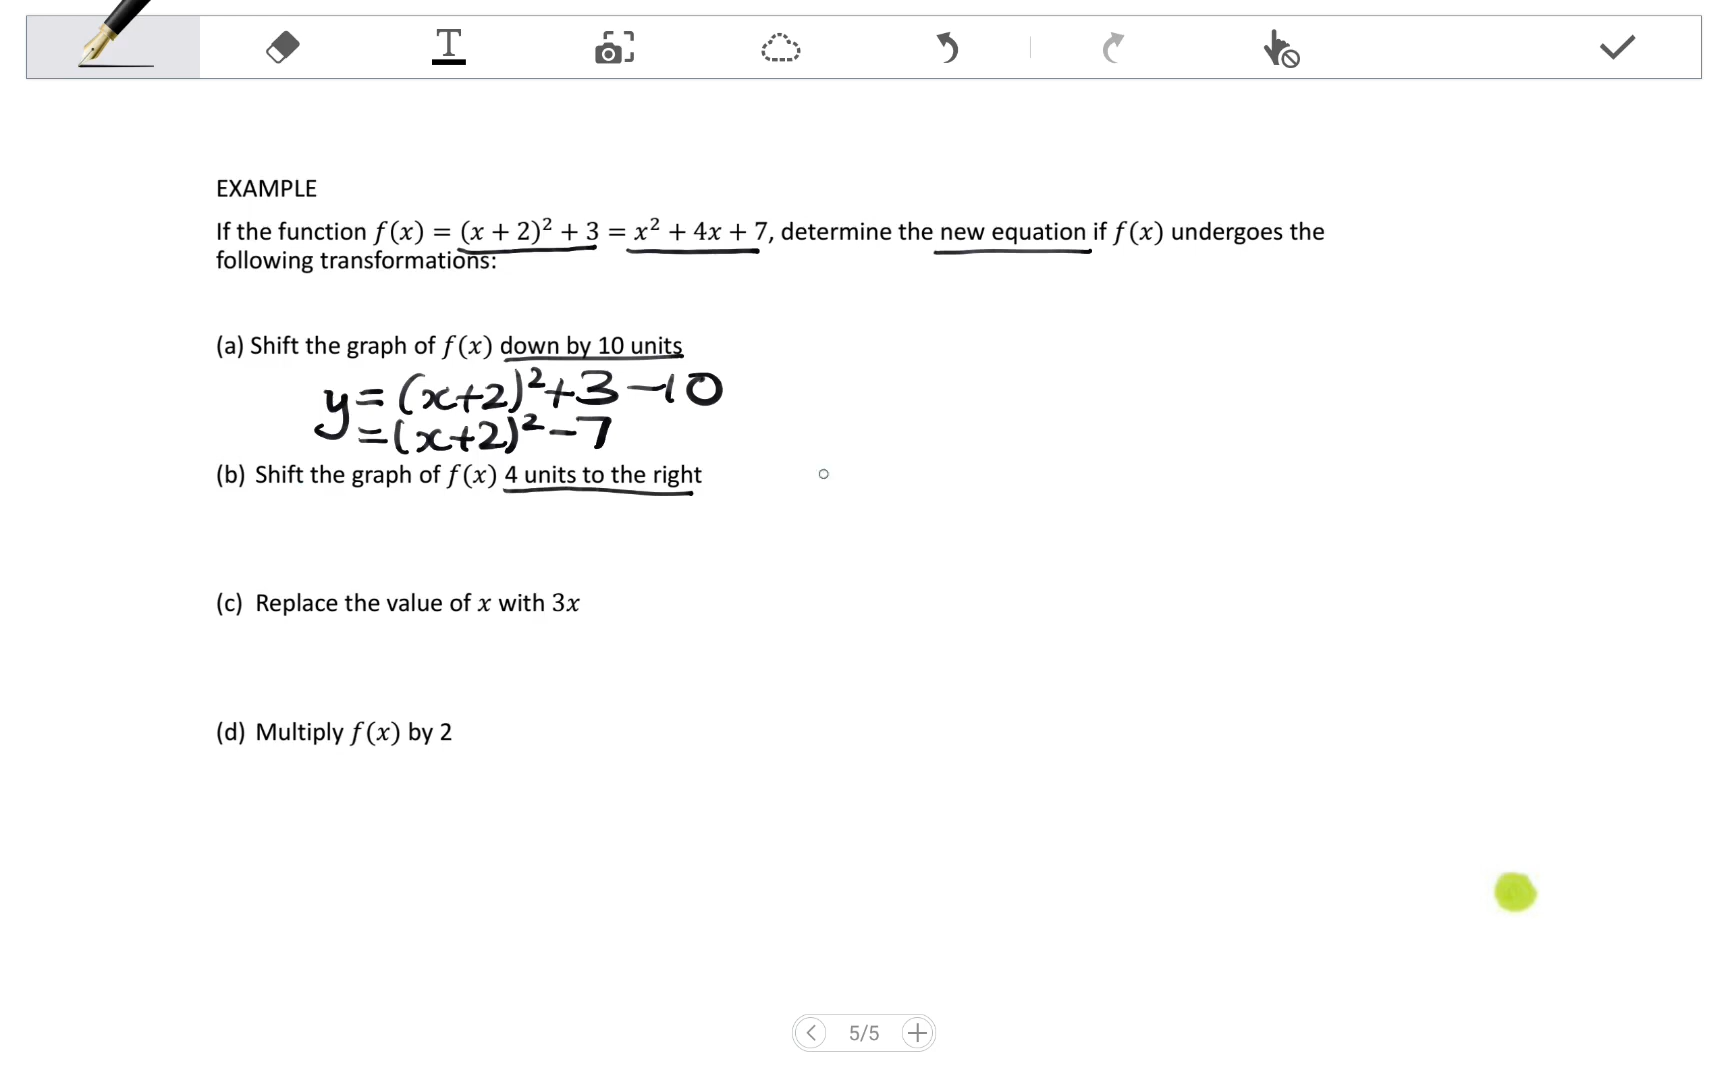 T
EXAMPLE
If the function f(x) = (x + 2)² + 3 = x² + 4x + 7, determine the new equation if f(x) undergoes the
following transformations:
(a) Shift the graph of f(x) down by 10 units
y = (x+2)² + 3 - 10
= (x+2)² - 7
(b) Shift the graph of f(x) 4 units to the right
(c) Replace the value of x with 3x
(d) Multiply f(x) by 2
5/5